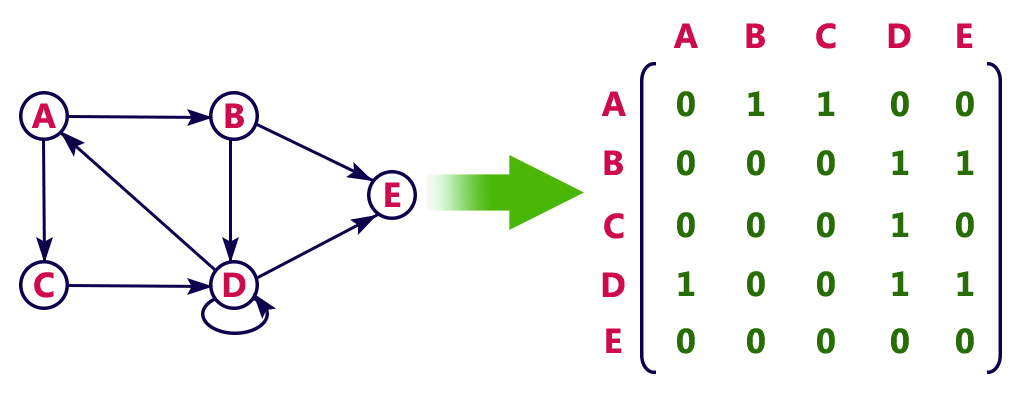 A B E C D
A B C D E
A 0 1 1 0 0
B 0 0 0 1 1
C 0 0 0 1 0
D 1 0 0 1 1
E 0 0 0 0 0